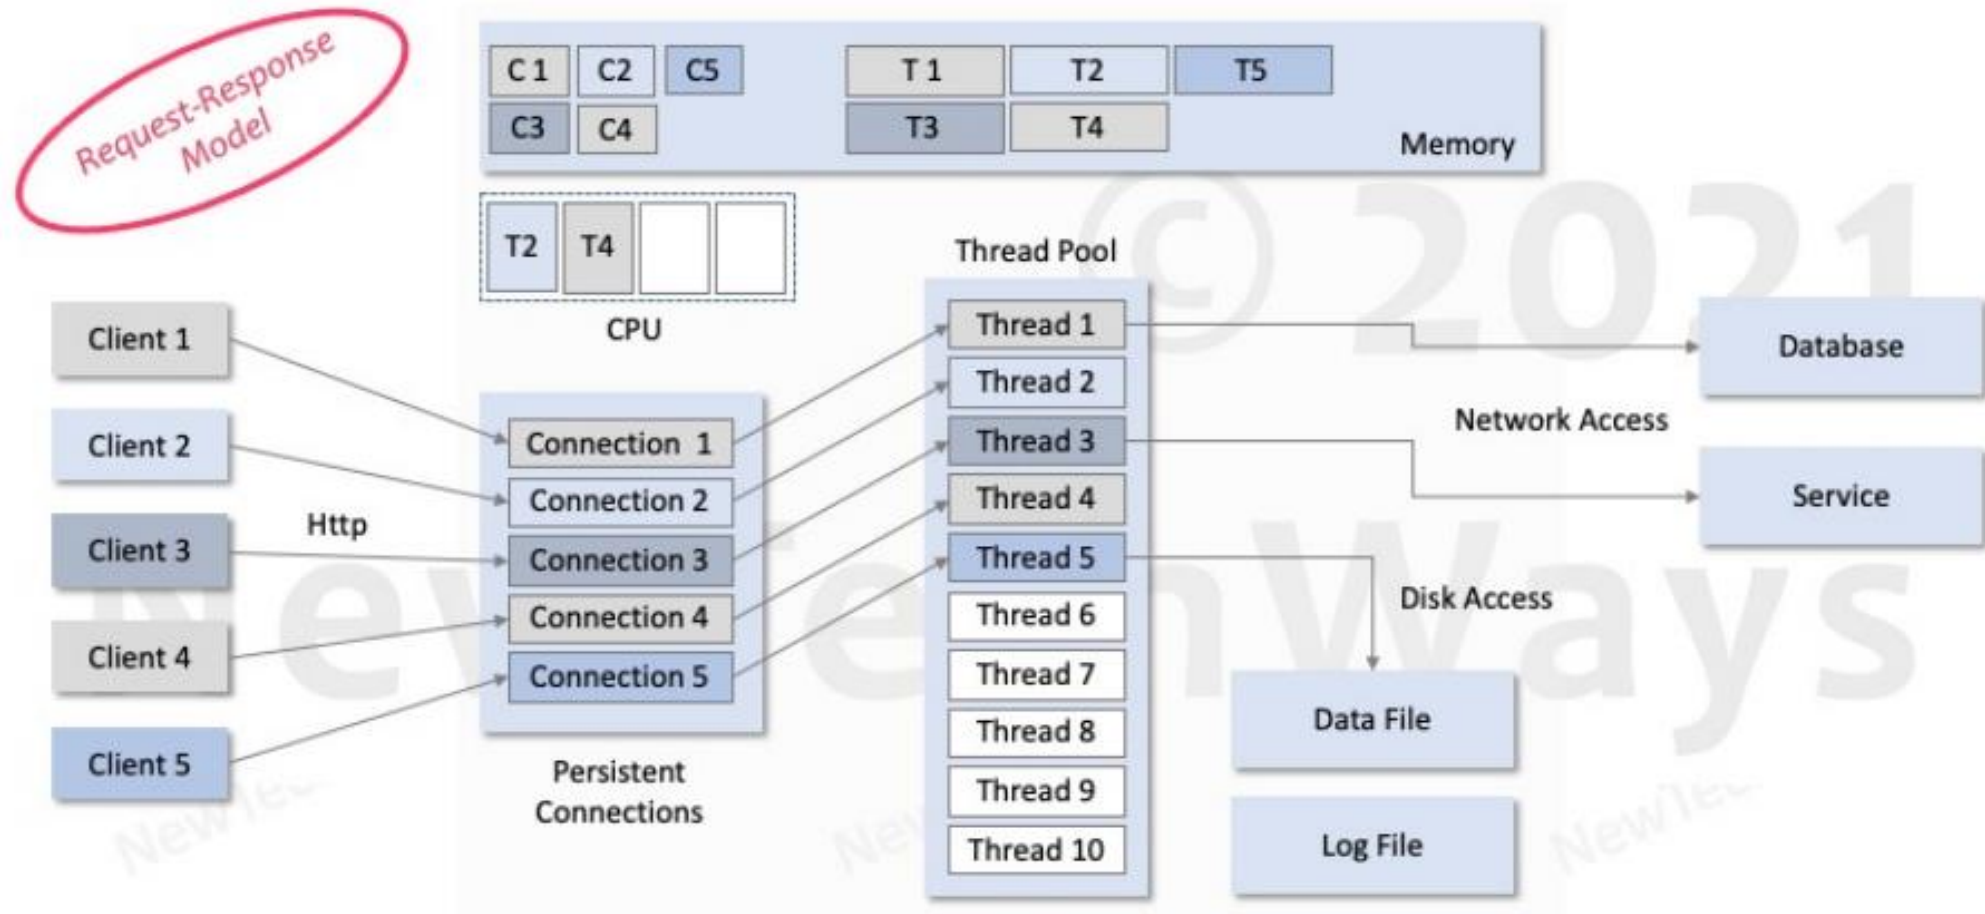 Request-Response
Model
C 1 C2 C5 T 1 T2 T5
C3 C4 T3 T4
Memory
T2 T4
CPU
Thread Pool
Client 1
Client 2
Client 3
Client 4
Client 5
Http
Connection 1
Connection 2
Connection 3
Connection 4
Connection 5
Persistent
Connections
Thread 1
Thread 2
Thread 3
Thread 4
Thread 5
Thread 6
Thread 7
Thread 8
Thread 9
Thread 10
Database
Network Access
Service
Disk Access
Data File
Log File
© 2021